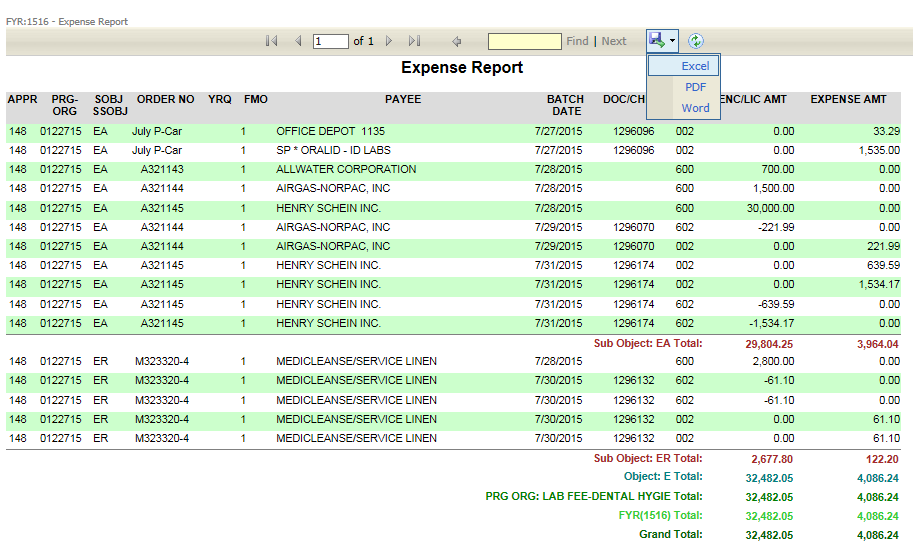 FYR:1516 - Expense Report
1 of 1 Find | Next
Excel
PDF
Word
Expense Report
APPR PRG-ORG SOBJ SSOBJ ORDER NO YRQ FMO PAYEE BATCH DATE DOC/CH ENC/LIC AMT EXPENSE AMT
148 0122715 EA July P-Car 1 OFFICE DEPOT 1135 7/27/2015 1296096 002 0.00 33.29
148 0122715 EA July P-Car 1 SP * ORALID - ID LABS 7/27/2015 1296096 002 0.00 1,535.00
148 0122715 EA A321143 1 ALLWATER CORPORATION 7/28/2015 600 700.00 0.00
148 0122715 EA A321144 1 AIRGAS-NORPAC, INC 7/28/2015 600 1,500.00 0.00
148 0122715 EA A321145 1 HENRY SCHEIN INC. 7/28/2015 600 30,000.00 0.00
148 0122715 EA A321144 1 AIRGAS-NORPAC, INC 7/29/2015 1296070 602 -221.99 0.00
148 0122715 EA A321144 1 AIRGAS-NORPAC, INC 7/29/2015 1296070 002 0.00 221.99
148 0122715 EA A321145 1 HENRY SCHEIN INC. 7/31/2015 1296174 002 0.00 639.59
148 0122715 EA A321145 1 HENRY SCHEIN INC. 7/31/2015 1296174 002 0.00 1,534.17
148 0122715 EA A321145 1 HENRY SCHEIN INC. 7/31/2015 1296174 602 -639.59 0.00
148 0122715 EA A321145 1 HENRY SCHEIN INC. 7/31/2015 1296174 602 -1,534.17 0.00
Sub Object: EA Total: 29,804.25 3,964.04
148 0122715 ER M323320-4 1 MEDICLEANSE/SERVICE LINEN 7/28/2015 600 2,800.00 0.00
148 0122715 ER M323320-4 1 MEDICLEANSE/SERVICE LINEN 7/30/2015 1296132 602 -61.10 0.00
148 0122715 ER M323320-4 1 MEDICLEANSE/SERVICE LINEN 7/30/2015 1296132 602 -61.10 0.00
148 0122715 ER M323320-4 1 MEDICLEANSE/SERVICE LINEN 7/30/2015 1296132 002 0.00 61.10
148 0122715 ER M323320-4 1 MEDICLEANSE/SERVICE LINEN 7/30/2015 1296132 002 0.00 61.10
Sub Object: ER Total: 2,677.80 122.20
Object: E Total: 32,482.05 4,086.24
PRG ORG: LAB FEE-DENTAL HYGIE Total: 32,482.05 4,086.24
FYR(1516) Total: 32,482.05 4,086.24
Grand Total: 32,482.05 4,086.24